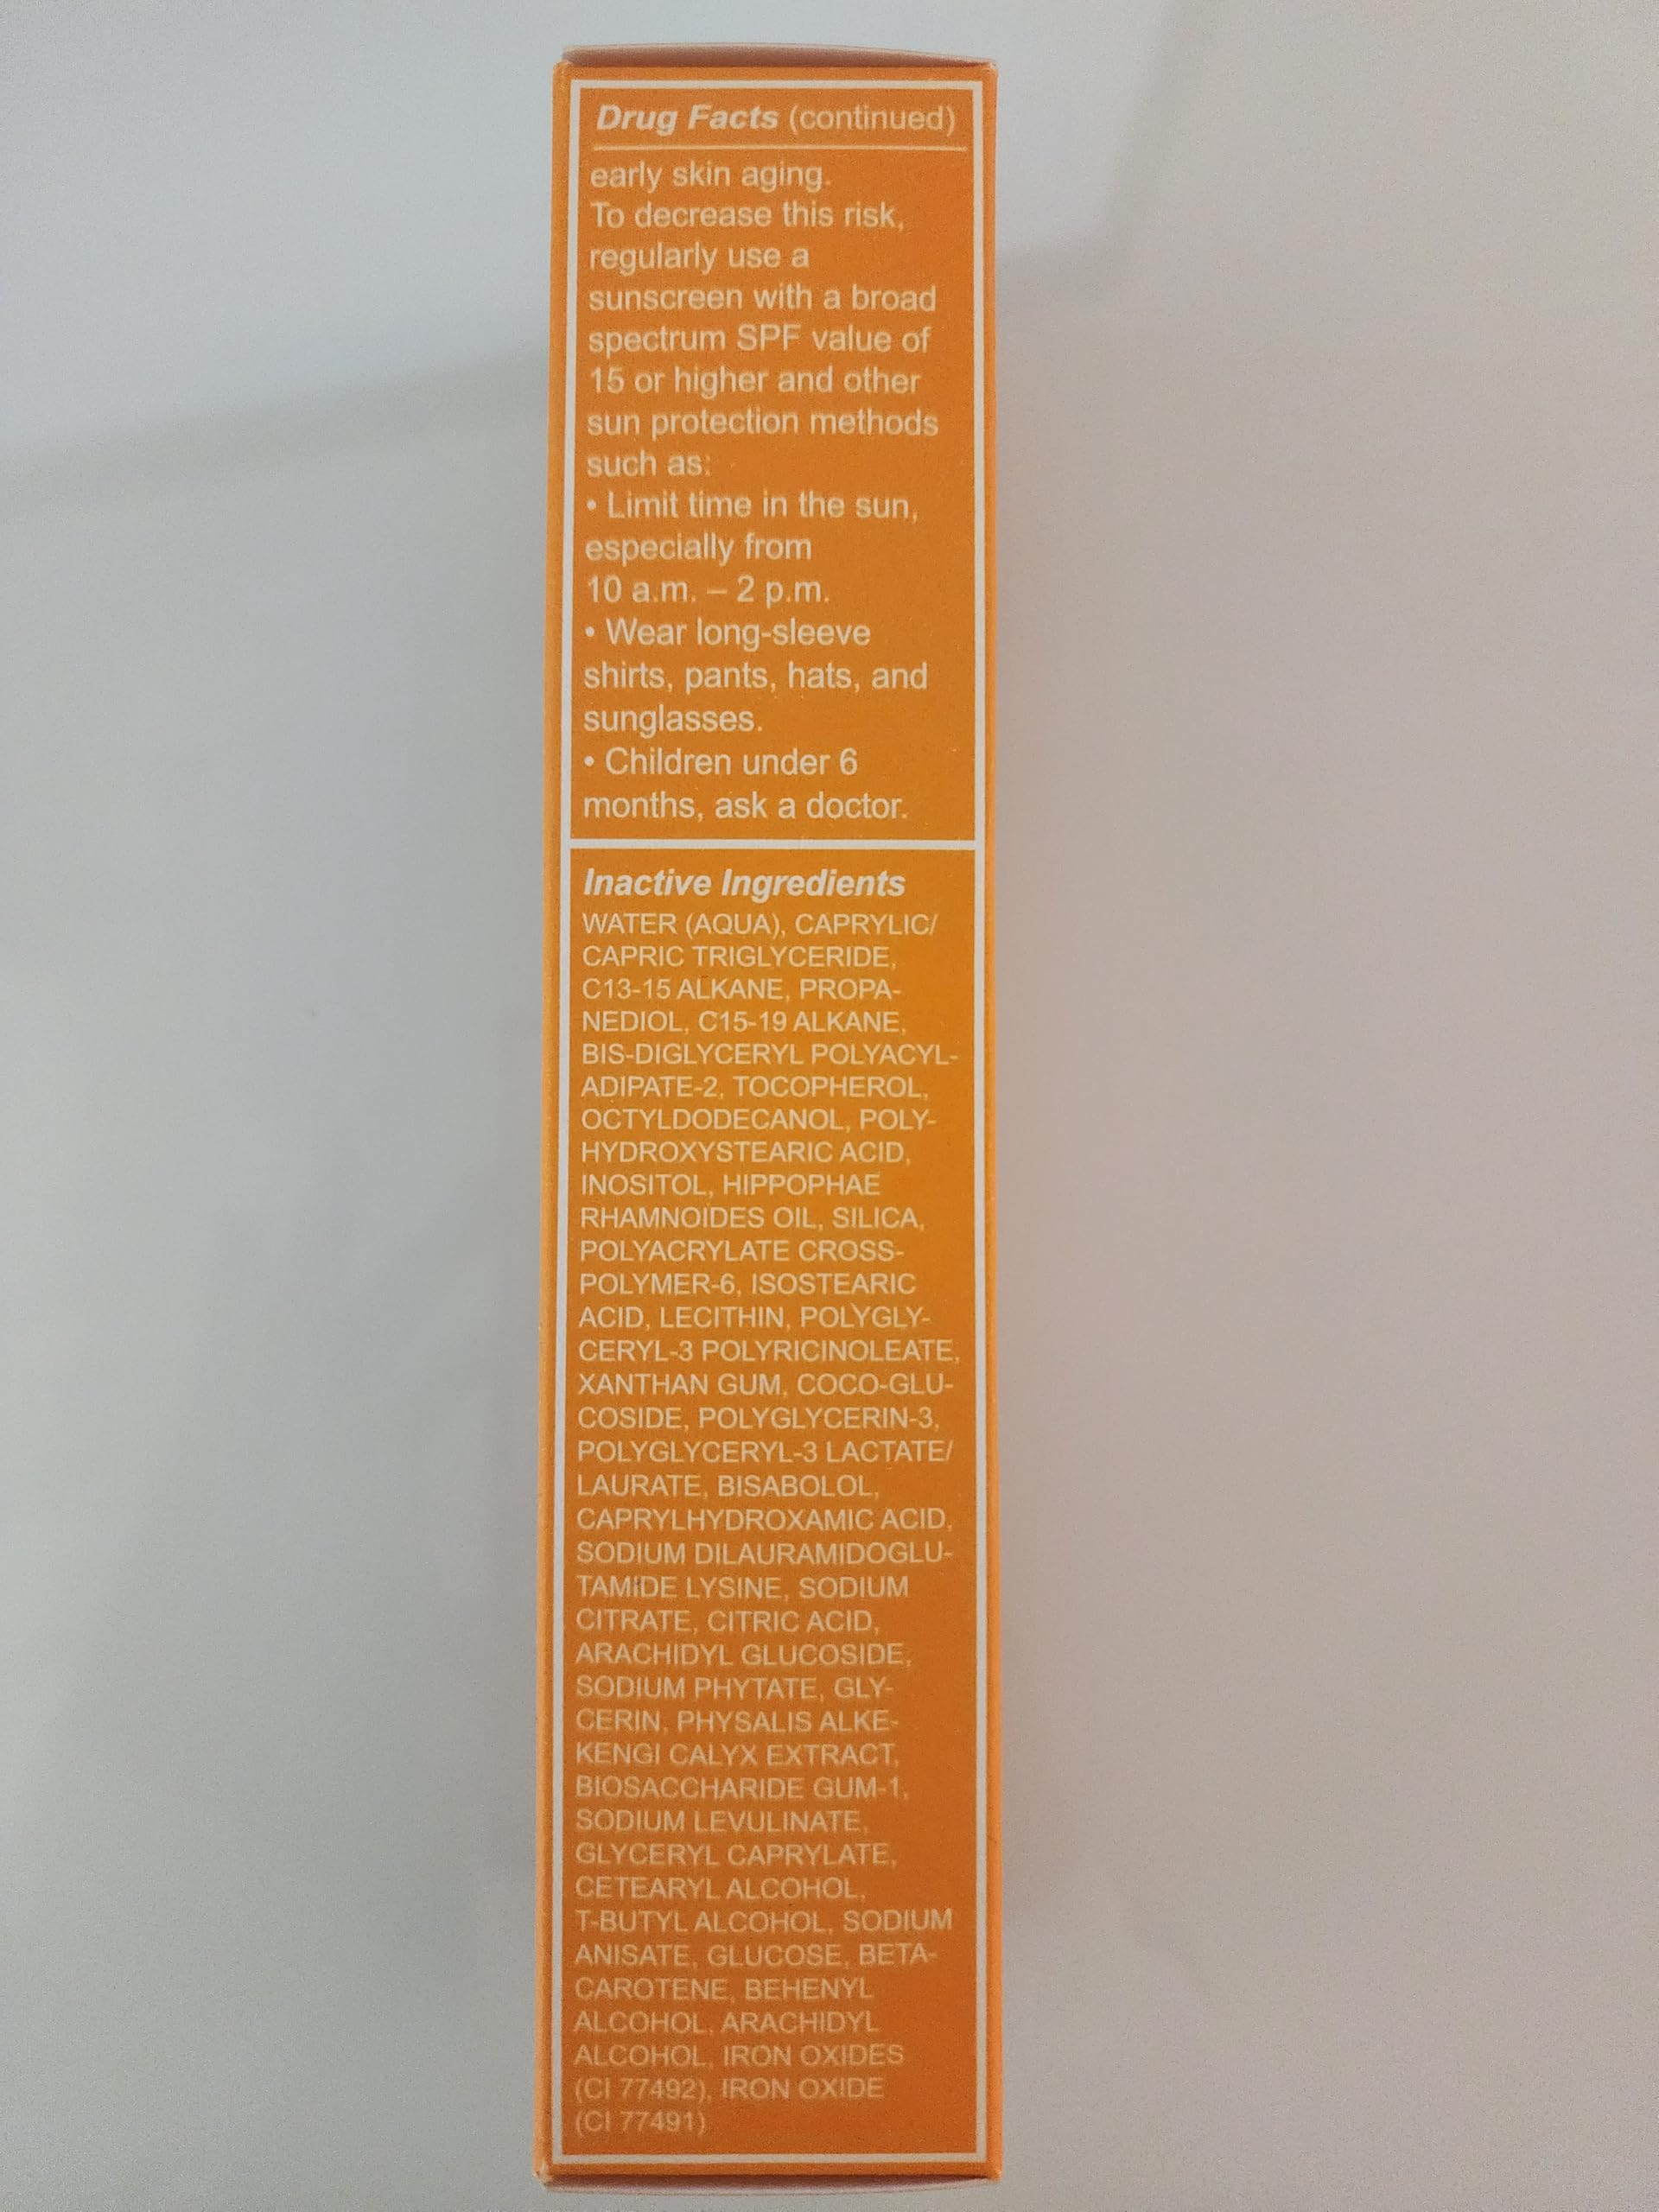 Drug Facts (continued)
early skin aging.
To decrease this risk,
regularly use a
sunscreen with a broad
spectrum SPF value of
15 or higher and other
sun protection methods
such as:
• Limit time in the sun,
especially from
10 a.m. – 2 p.m.
• Wear long-sleeve
shirts, pants, hats, and
sunglasses.
• Children under 6
months, ask a doctor.
Inactive Ingredients
WATER (AQUA), CAPRYLIC/
CAPRIC TRIGLYCERIDE,
C13-15 ALKANE, PROPA-
NEDIOL, C15-19 ALKANE,
BIS-DIGLYCERYL POLYACYL-
ADIPATE-2, TOCOPHEROL,
OCTYLDODECANOL, POLY-
HYDROXYSTEARIC ACID,
INOSITOL, HIPPOPHAE
RHAMNOIDES OIL, SILICA,
POLYACRYLATE CROSS-
POLYMER-6, ISOSTEARIC
ACID, LECITHIN, POLYGLY-
CERYL-3 POLYRICINOLEATE,
XANTHAN GUM, COCO-GLU-
COSIDE, POLYGLYCERIN-3,
POLYGLYCERYL-3 LACTATE/
LAURATE, BISABOLOL,
CAPRYLHYDROXAMIC ACID,
SODIUM DILAURAMIDOGLU-
TAMIDE LYSINE, SODIUM
CITRATE, CITRIC ACID,
ARACHIDYL GLUCOSIDE,
SODIUM PHYTATE, GLY-
CERIN, PHYSALIS ALKE-
KENGI CALYX EXTRACT,
BIOSACCHARIDE GUM-1,
SODIUM LEVULINATE,
GLYCERYL CAPRYLATE,
CETEARYL ALCOHOL,
T-BUTYL ALCOHOL, SODIUM
ANISATE, GLUCOSE, BETA-
CAROTENE, BEHENYL
ALCOHOL, ARACHIDYL
ALCOHOL, IRON OXIDES
(CI 77492), IRON OXIDE
(CI 77491)